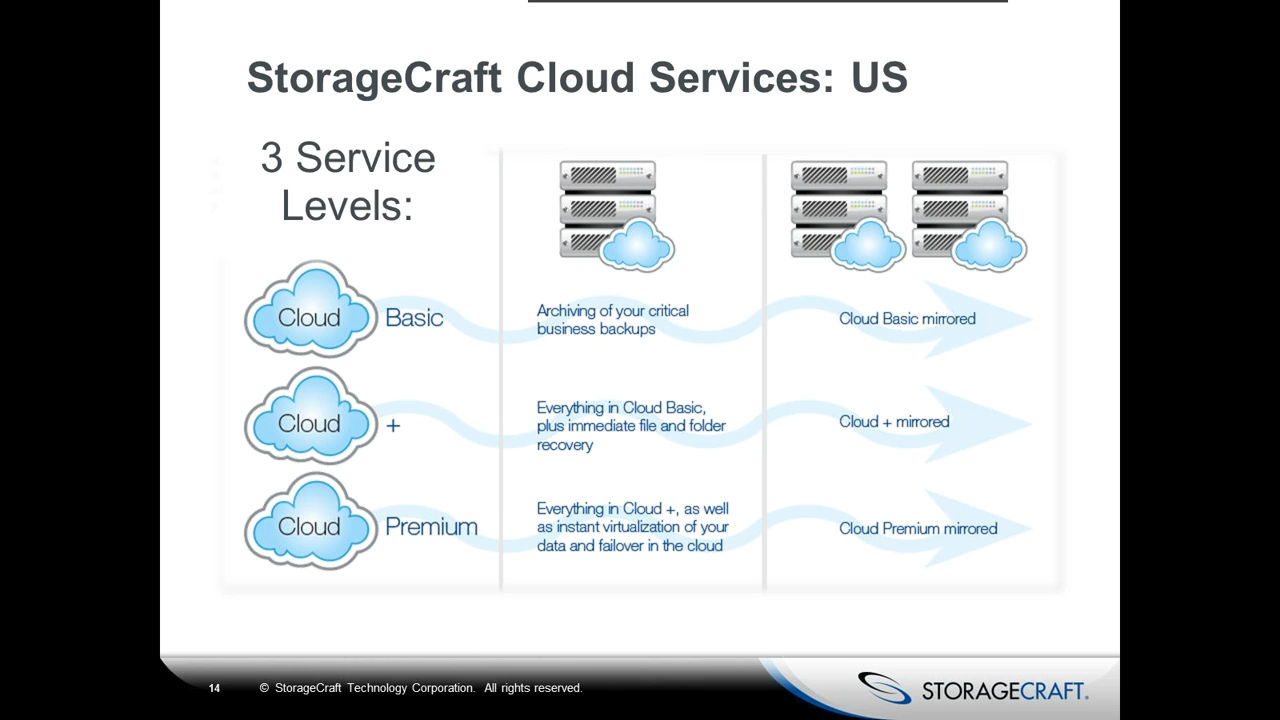 StorageCraft Cloud Services: US
3 Service
Levels:
Cloud Basic
Archiving of your critical
business backups
Cloud Basic mirrored
Cloud +
Everything in Cloud Basic,
plus immediate file and folder
recovery
Cloud + mirrored
Cloud Premium
Everything in Cloud +, as well
as instant virtualization of your
data and failover in the cloud
Cloud Premium mirrored
14 © StorageCraft Technology Corporation. All rights reserved.
STORAGECRAFT®